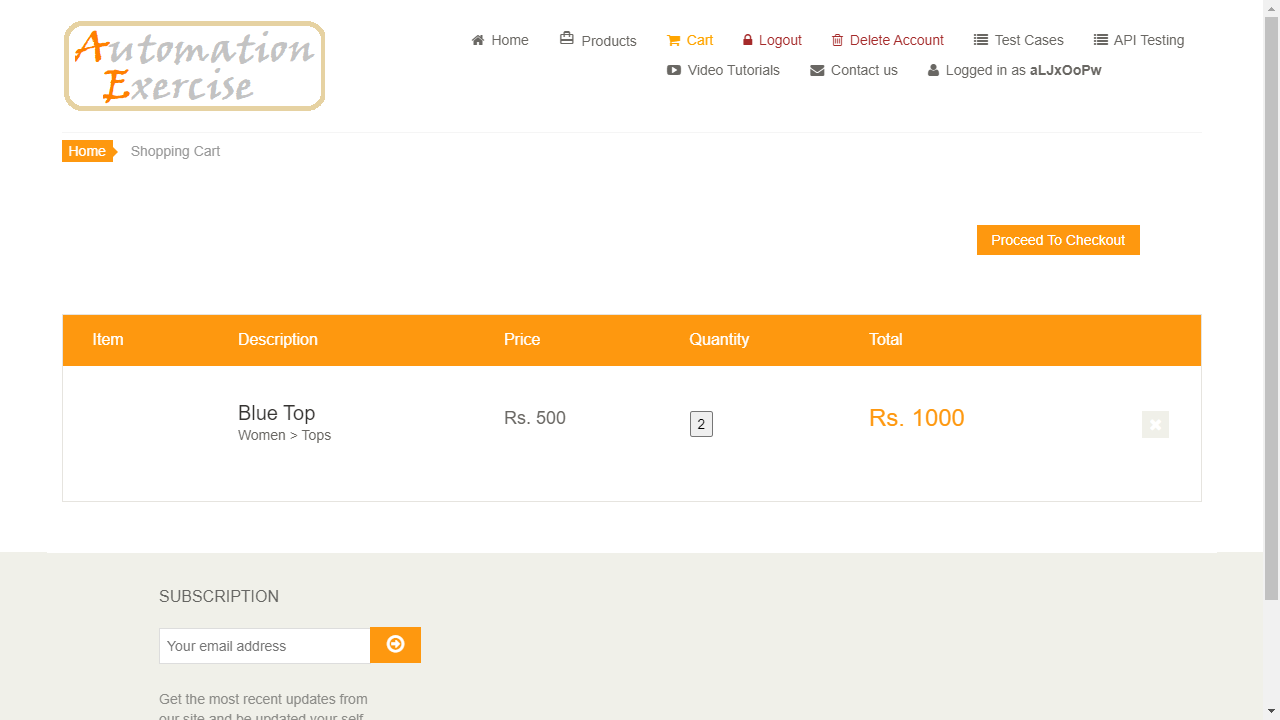 Automation
Exercise
Home Products Cart Logout Delete Account Test Cases API Testing
Video Tutorials Contact us Logged in as aLJxOoPw
Home Shopping Cart
Proceed To Checkout
Item Description Price Quantity Total
Blue Top Rs. 500 2 Rs. 1000
Women > Tops
SUBSCRIPTION
Your email address
Get the most recent updates from
our site and be updated your self